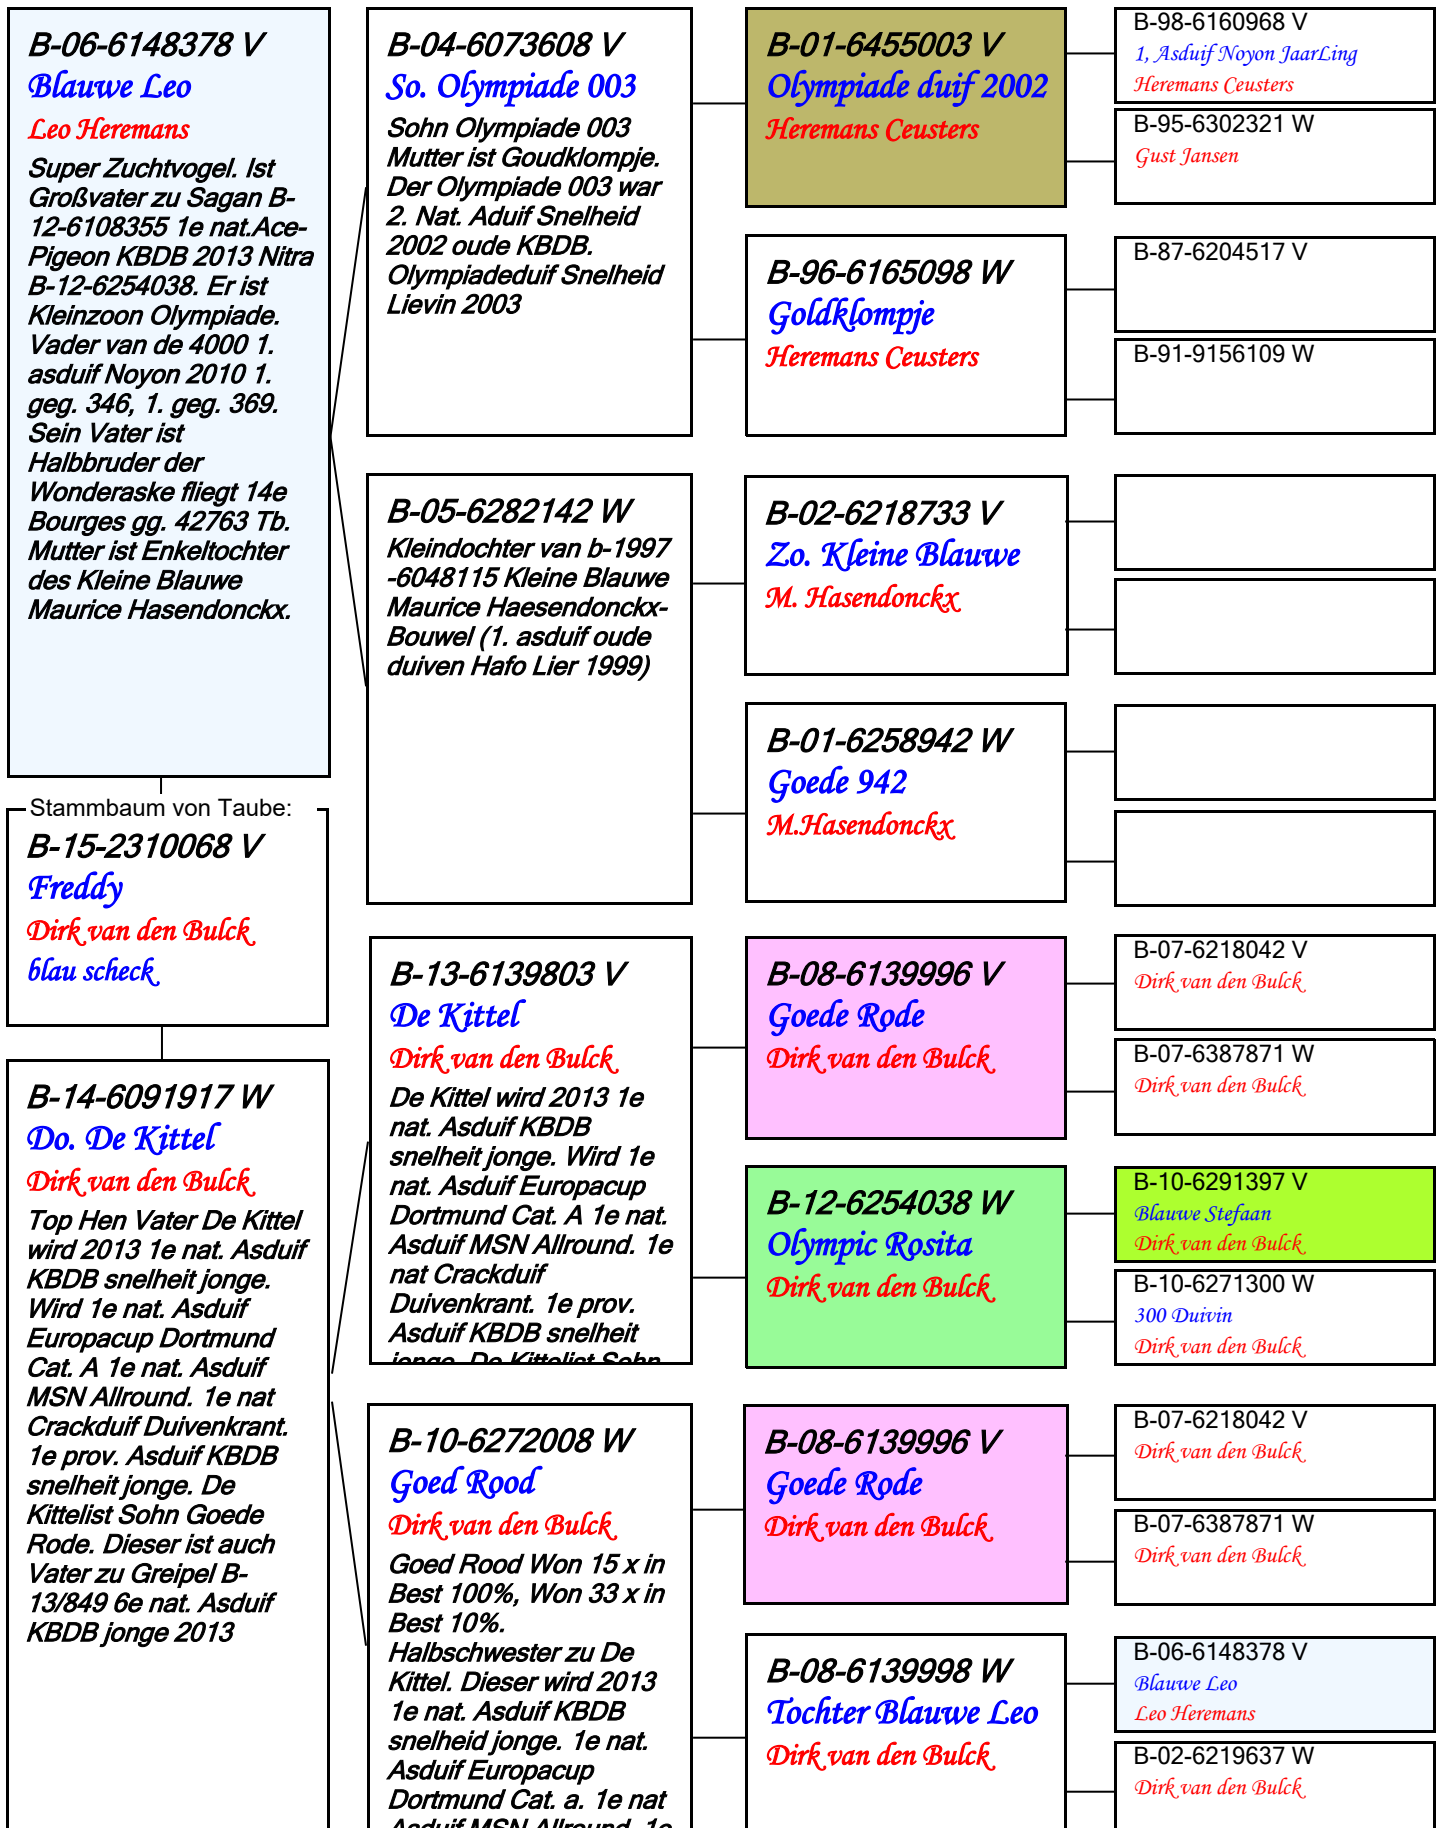 B-06-6148378 V
Blauwe Leo
Leo Heremans
Super Zuchtvogel. Ist
Großvater zu Sagan B-
12-6108355 1e nat.Ace-
Pigeon KBDB 2013 Nitra
B-12-6254038. Er ist
Kleinzoon Olympiade.
Vader van de 4000 1.
asduif Noyon 2010 1.
geg. 346, 1. geg. 369.
Sein Vater ist
Halbbruder der
Wonderaske fliegt 14e
Bourges gg. 42763 Tb.
Mutter ist Enkeltochter
des Kleine Blauwe
Maurice Hasendonckx.
Stammbaum von Taube:
B-15-2310068 V
Freddy
Dirk van den Bulck
blau scheck
B-14-6091917 W
Do. De Kittel
Dirk van den Bulck
Top Hen Vater De Kittel
wird 2013 1e nat. Asduif
KBDB snelheit jonge.
Wird 1e nat. Asduif
Europacup Dortmund
Cat. A 1e nat. Asduif
MSN Allround. 1e nat
Crackduif Duivenkrant.
1e prov. Asduif KBDB
snelheit jonge. De
Kittelist Sohn Goede
Rode. Dieser ist auch
Vater zu Greipel B-
13/849 6e nat. Asduif
KBDB jonge 2013
B-04-6073608 V
So. Olympiade 003
Sohn Olympiade 003
Mutter ist Goudklompje.
Der Olympiade 003 war
2. Nat. Aduif Snelheid
2002 oude KBDB.
Olympiadeduif Snelheid
Lievin 2003
B-05-6282142 W
Kleindochter van b-1997
-6048115 Kleine Blauwe
Maurice Haesendonckx-
Bouwel (1. asduif oude
duiven Hafo Lier 1999)
B-13-6139803 V
De Kittel
Dirk van den Bulck
De Kittel wird 2013 1e
nat. Asduif KBDB
snelheit jonge. Wird 1e
nat. Asduif Europacup
Dortmund Cat. A 1e nat.
Asduif MSN Allround. 1e
nat Crackduif
Duivenkrant. 1e prov.
Asduif KBDB snelheit
jonge. De Kittelist Sohn
B-10-6272008 W
Goed Rood
Dirk van den Bulck
Goed Rood Won 15 x in
Best 100%, Won 33 x in
Best 10%.
Halbschwester zu De
Kittel. Dieser wird 2013
1e nat. Asduif KBDB
snelheid jonge. 1e nat.
Asduif Europacup
Dortmund Cat. a. 1e nat
Asduif MSN Allround. 1e
B-01-6455003 V
Olympiade duif 2002
Heremans Ceusters
B-96-6165098 W
Goldklompje
Heremans Ceusters
B-02-6218733 V
Zo. Kleine Blauwe
M. Hasendonckx
B-01-6258942 W
Goede 942
M.Hasendonckx
B-08-6139996 V
Goede Rode
Dirk van den Bulck
B-12-6254038 W
Olympic Rosita
Dirk van den Bulck
B-08-6139996 V
Goede Rode
Dirk van den Bulck
B-08-6139998 W
Tochter Blauwe Leo
Dirk van den Bulck
B-98-6160968 V
1, Asduif Noyon JaarLing
Heremans Ceusters
B-95-6302321 W
Gust Jansen
B-87-6204517 V
B-91-9156109 W
B-07-6218042 V
Dirk van den Bulck
B-07-6387871 W
Dirk van den Bulck
B-10-6291397 V
Blauwe Stefaan
Dirk van den Bulck
B-10-6271300 W
300 Duivin
Dirk van den Bulck
B-07-6218042 V
Dirk van den Bulck
B-07-6387871 W
Dirk van den Bulck
B-06-6148378 V
Blauwe Leo
Leo Heremans
B-02-6219637 W
Dirk van den Bulck